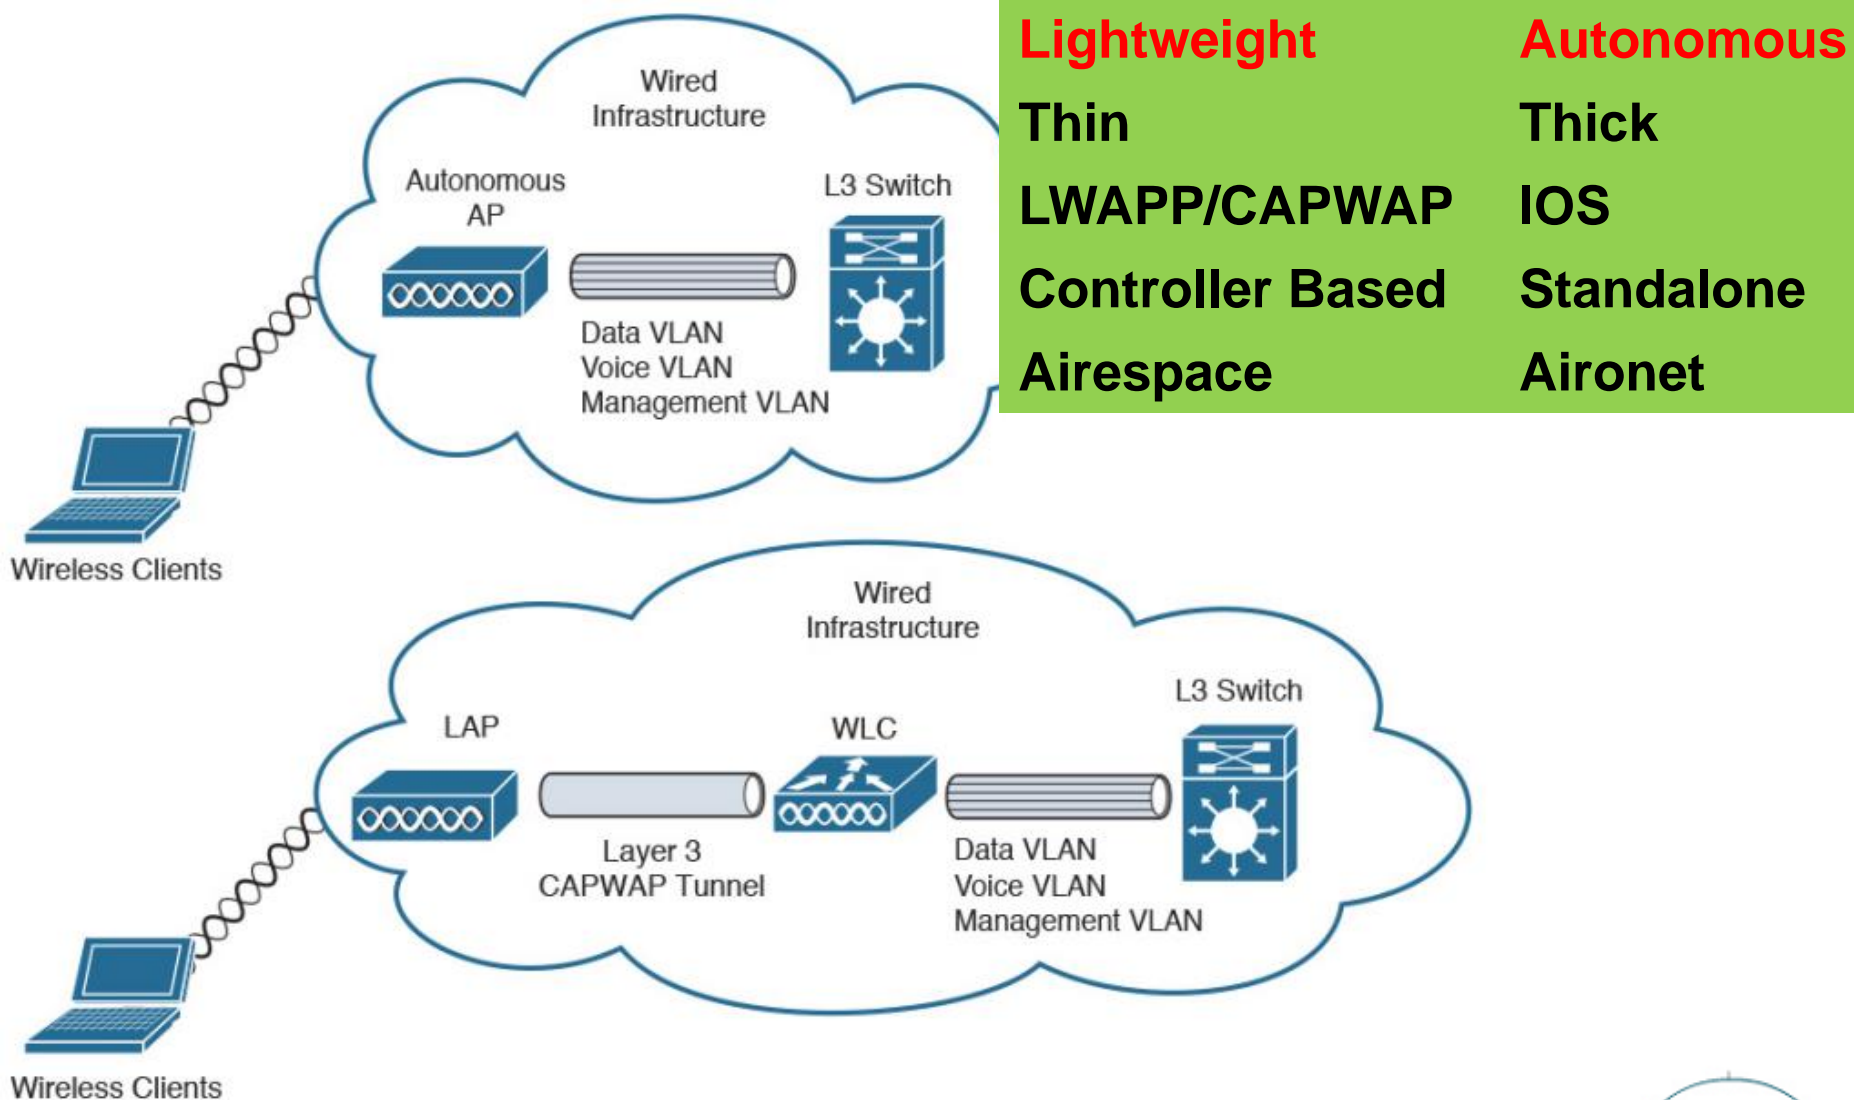 Wired
Infrastructure
Autonomous
AP
L3 Switch
Data VLAN
Voice VLAN
Management VLAN
Wireless Clients
Lightweight Autonomous
Thin Thick
LWAPP/CAPWAP IOS
Controller Based Standalone
Airespace Aironet
Wired
Infrastructure
LAP
WLC
L3 Switch
Layer 3
CAPWAP Tunnel
Data VLAN
Voice VLAN
Management VLAN
Wireless Clients